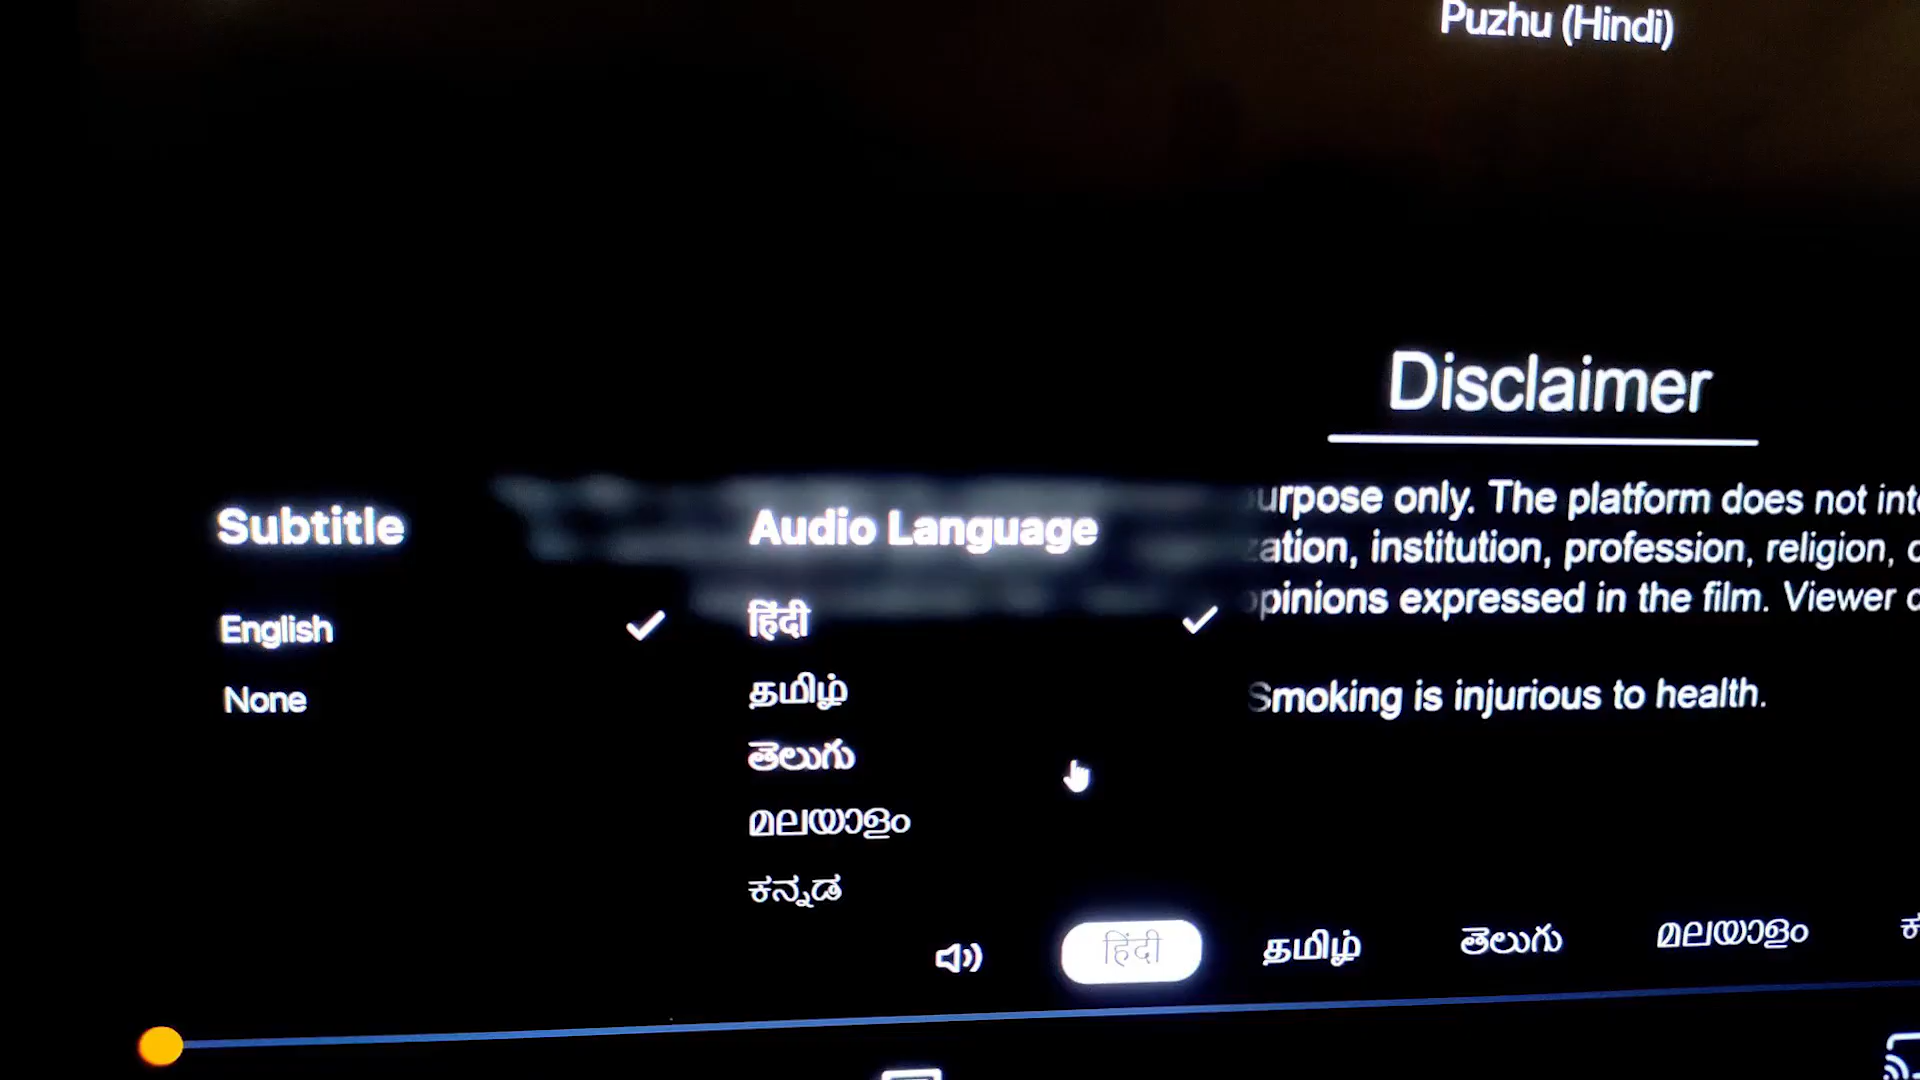 Puzhu (Hindi)
Disclaimer
urpose only. The platform does not
ation, institution, profession, religion,
pinions expressed in the film. Viewer
Smoking is injurious to health.
Subtitle
English
None
Audio Language
हिंदी
தமிழ்
తెలుగు
മലയാളം
ಕನ್ನಡ
हिंदी தமிழ் తెలుగు മലയാളം